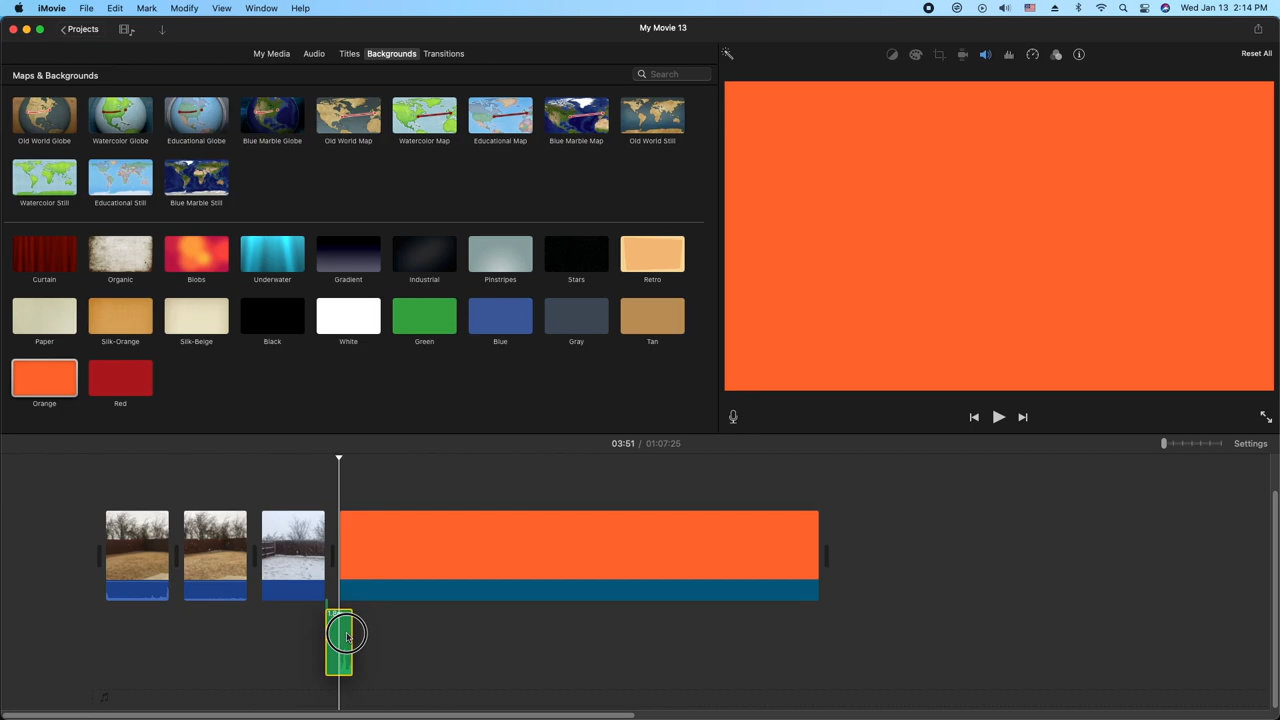 iMovie File Edit Mark Modify View Window Help Wed Jan 13 2:14 PM
Projects My Movie 13
My Media Audio Titles Backgrounds Transitions Reset All
Maps & Backgrounds Search
Old World Globe Watercolor Globe Educational Globe Blue Marble Globe Old World Map Watercolor Map Educational Map Blue Marble Map Old World Still
Watercolor Still Educational Still Blue Marble Still
Curtain Organic Blobs Underwater Gradient Industrial Pinstripes Stars Retro
Paper Silk-Orange Silk-Beige Black White Green Blue Gray Tan
Orange Red
03:51 / 01:07:25 Settings